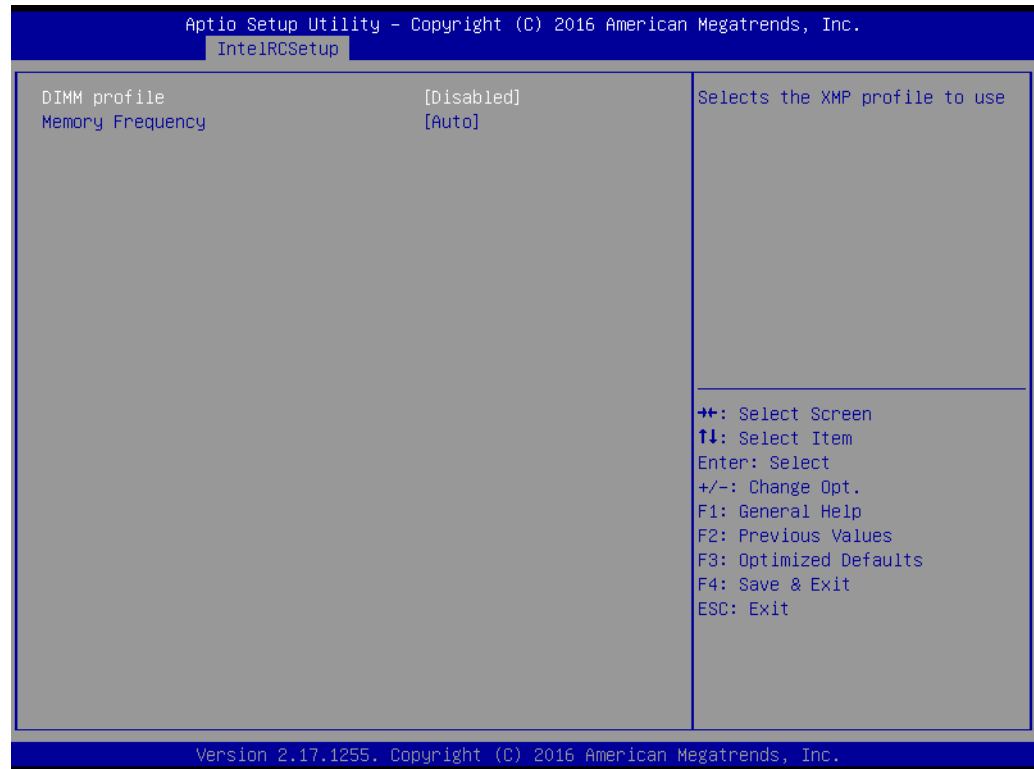 Aptio Setup Utility – Copyright (C) 2016 American Megatrends, Inc.
IntelRCSetup
DIMM profile [Disabled] Selects the XMP profile to use
Memory Frequency [Auto]
→←: Select Screen
↑↓: Select Item
Enter: Select
+/-: Change Opt.
F1: General Help
F2: Previous Values
F3: Optimized Defaults
F4: Save & Exit
ESC: Exit
Version 2.17.1255. Copyright (C) 2016 American Megatrends, Inc.